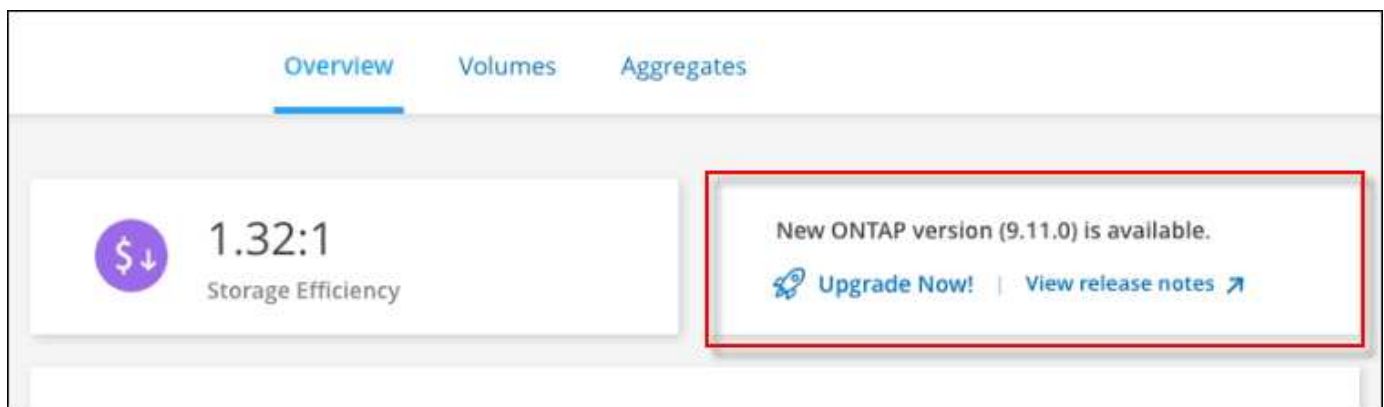 Overview Volumes Aggregates
1.32:1
Storage Efficiency
New ONTAP version (9.11.0) is available.
Upgrade Now! | View release notes